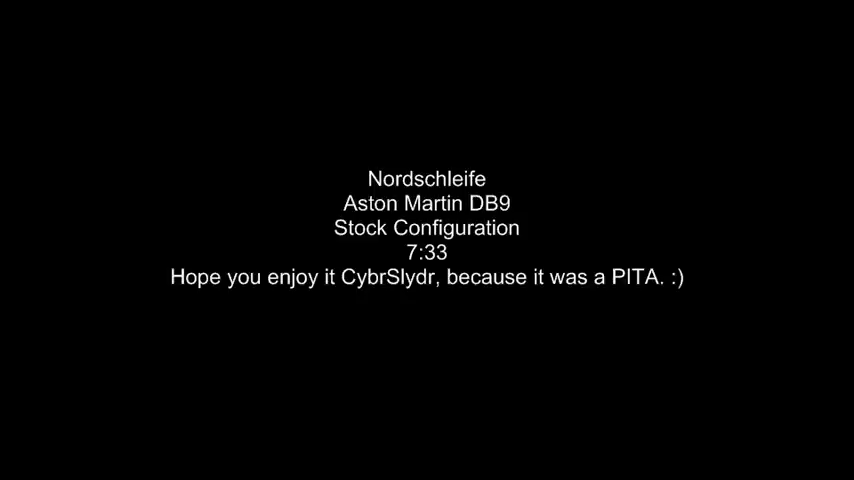 Nordschleife
Aston Martin DB9
Stock Configuration
7:33
Hope you enjoy it CybrSlydr, because it was a PITA. :)